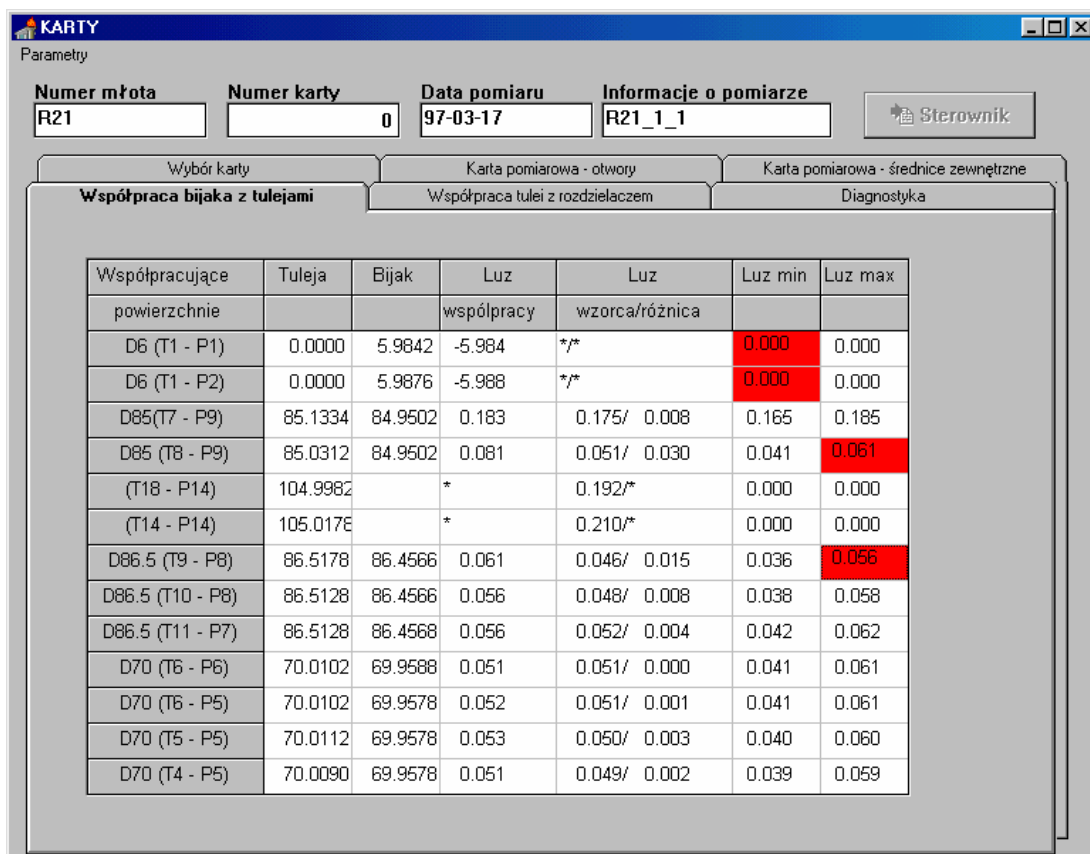 KARTY
Parametry
Numer młota Numer karty Data pomiaru Informacje o pomiarze
R21 0 97-03-17 R21_1_1 Sterownik
Wybór karty Karta pomiarowa - otwory Karta pomiarowa - średnice zewnętrzne
Współpraca bijaka z tulejami Współpraca tulei z rozdzielaczem Diagnostyka
Współpracujące Tuleja Bijak Luz Luz Luz min Luz max
powierzchnie wspólpracy wzorca/różnica
D6 (T1 - P1) 0.0000 5.9842 -5.984 */* 0.000 0.000
D6 (T1 - P2) 0.0000 5.9876 -5.988 */* 0.000 0.000
D85(T7 - P9) 85.1334 84.9502 0.183 0.175/ 0.008 0.165 0.185
D85 (T8 - P9) 85.0312 84.9502 0.081 0.051/ 0.030 0.041 0.061
(T18 - P14) 104.9982 * 0.192/* 0.000 0.000
(T14 - P14) 105.0178 * 0.210/* 0.000 0.000
D86.5 (T9 - P8) 86.5178 86.4566 0.061 0.046/ 0.015 0.036 0.056
D86.5 (T10 - P8) 86.5128 86.4566 0.056 0.048/ 0.008 0.038 0.058
D86.5 (T11 - P7) 86.5128 86.4568 0.056 0.052/ 0.004 0.042 0.062
D70 (T6 - P6) 70.0102 69.9588 0.051 0.051/ 0.000 0.041 0.061
D70 (T6 - P5) 70.0102 69.9578 0.052 0.051/ 0.001 0.041 0.061
D70 (T5 - P5) 70.0112 69.9578 0.053 0.050/ 0.003 0.040 0.060
D70 (T4 - P5) 70.0090 69.9578 0.051 0.049/ 0.002 0.039 0.059